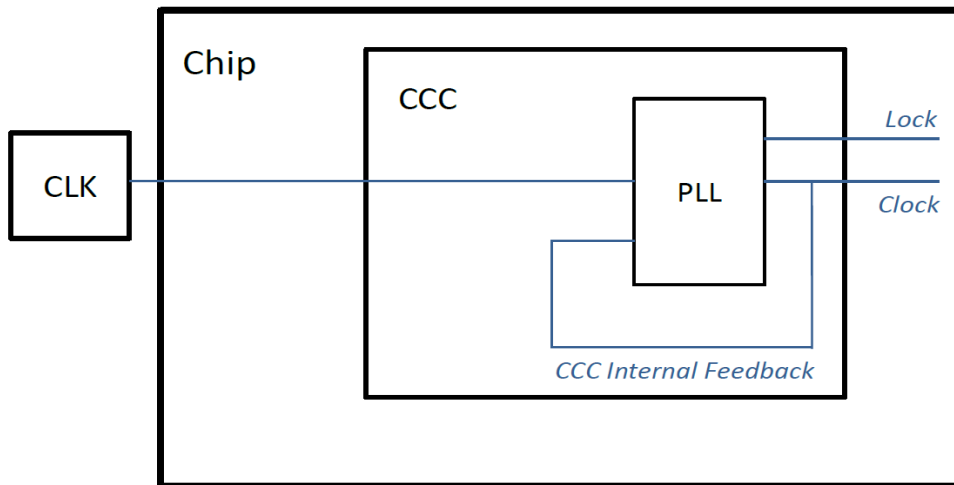 Chip
CCC
Lock
CLK
PLL
Clock
CCC Internal Feedback